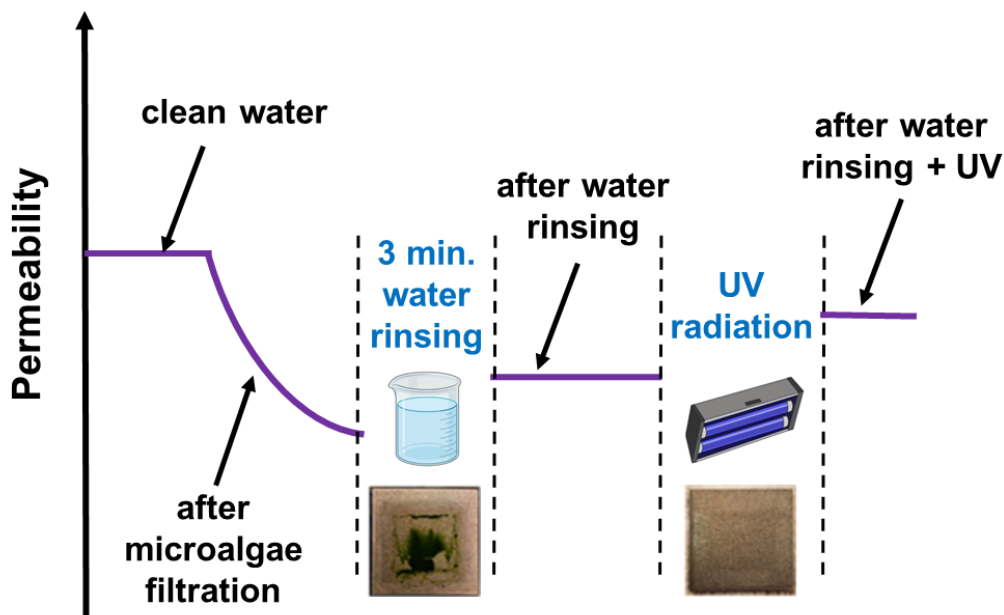 Permeability
clean water
after
microalgae
filtration
3 min.
water
rinsing
after water
rinsing
UV
radiation
after water
rinsing + UV